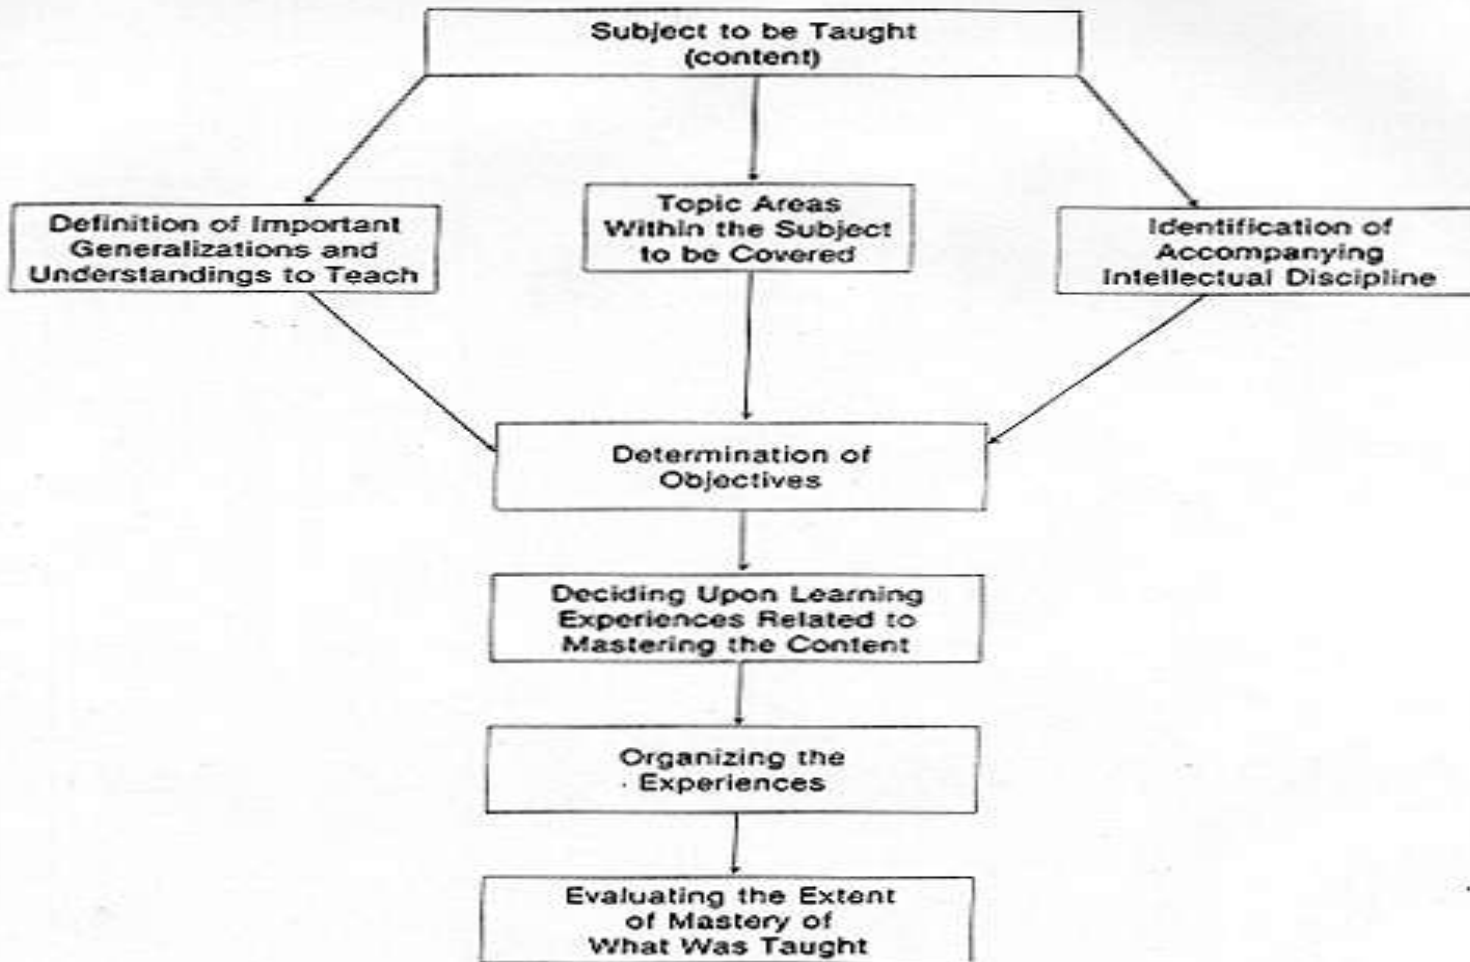 Subject to be Taught
(content)
Definition of Important
Generalizations and
Understandings to Teach
Topic Areas
Within the Subject
to be Covered
Identification of
Accompanying
Intellectual Discipline
Determination of
Objectives
Deciding Upon Learning
Experiences Related to
Mastering the Content
Organizing the
Experiences
Evaluating the Extent
of Mastery of
What Was Taught